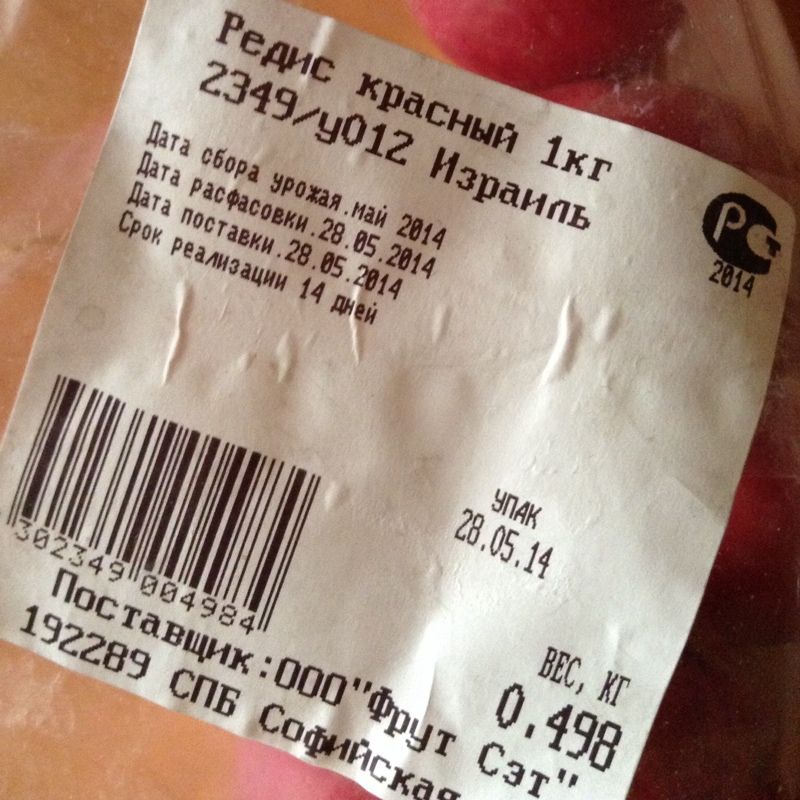 Редис красный 1кг
2349/у012 Израиль
Дата сбора урожая.май 2014
Дата расфасовки.28.05.2014
Дата поставки.28.05.2014
Срок реализации 14 дней
РСТ
2014
УПАК
28.05.14
302349 004984
ВЕС, КГ
0.498
Поставщик:ООО"Фрут Сэт"
192289 СПБ Софийская